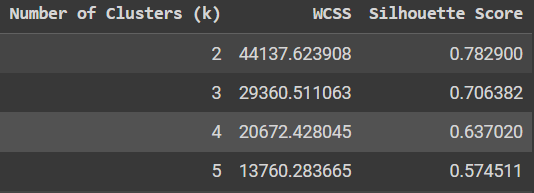 Number of Clusters (k) WCSS Silhouette Score
2 44137.623908 0.782900
3 29360.511063 0.706382
4 20672.428045 0.637020
5 13760.283665 0.574511